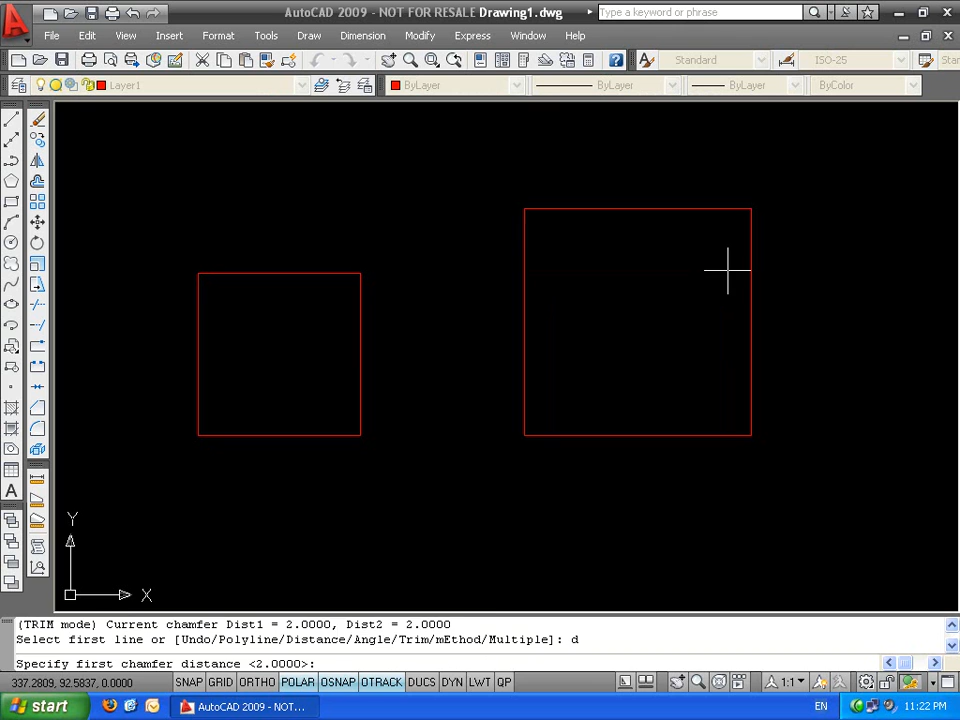 AutoCAD 2009 - NOT FOR RESALE Drawing1.dwg
Type a keyword or phrase
File Edit View Insert Format Tools Draw Dimension Modify Express Window Help
Standard ISO-25 Stan
Layer1 ByLayer ByLayer ByLayer ByColor
A
Y
X
(TRIM mode) Current chamfer Dist1 = 2.0000, Dist2 = 2.0000
Select first line or [Undo/Polyline/Distance/Angle/Trim/mEthod/Multiple]: d
Specify first chamfer distance <2.0000>:
337.2809, 92.5837, 0.0000 SNAP GRID ORTHO POLAR OSNAP OTRACK DUCS DYN LWT QP 1:1
start AutoCAD 2009 - NOT... EN 11:22 PM